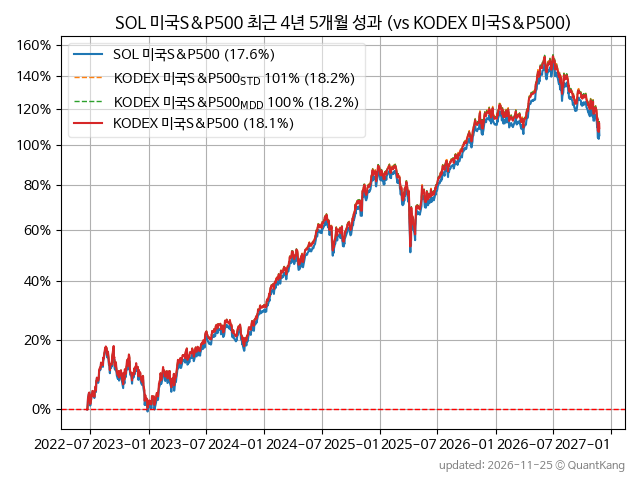 SOL 미국S&P500 최근 4년 5개월 성과 (vs KODEX 미국S&P500)
160%
140%
120%
100%
80%
60%
40%
20%
0%
SOL 미국S&P500 (17.6%)
KODEX 미국S&P500STD 101% (18.2%)
KODEX 미국S&P500MDD 100% (18.2%)
KODEX 미국S&P500 (18.1%)
2022-07 2023-01 2023-07 2024-01 2024-07 2025-01 2025-07 2026-01 2026-07 2027-01
updated: 2026-11-25 © QuantKang